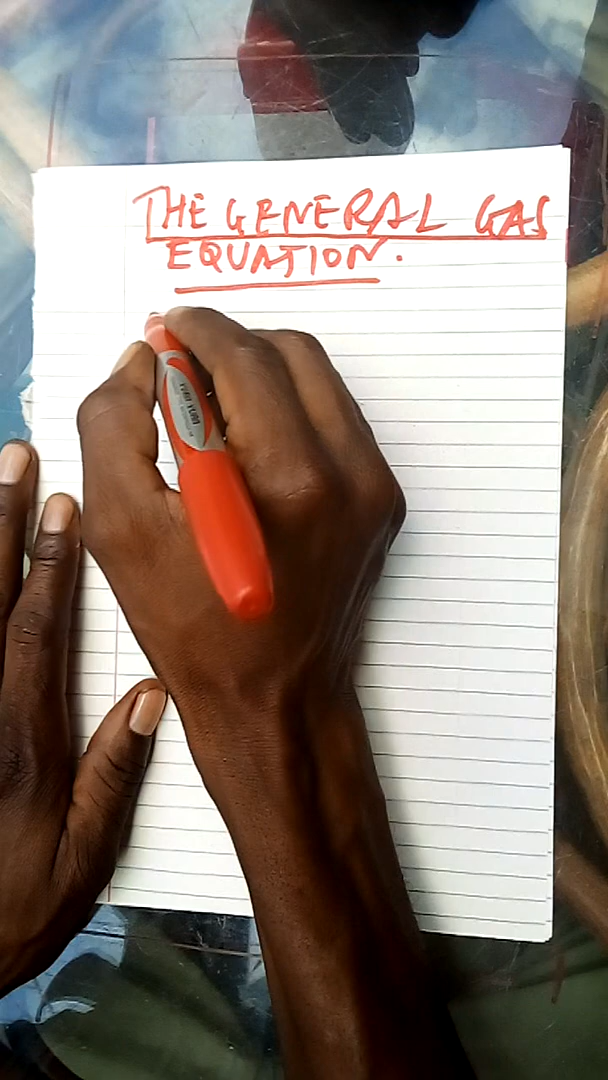 THE GENERAL GAS
EQUATION.